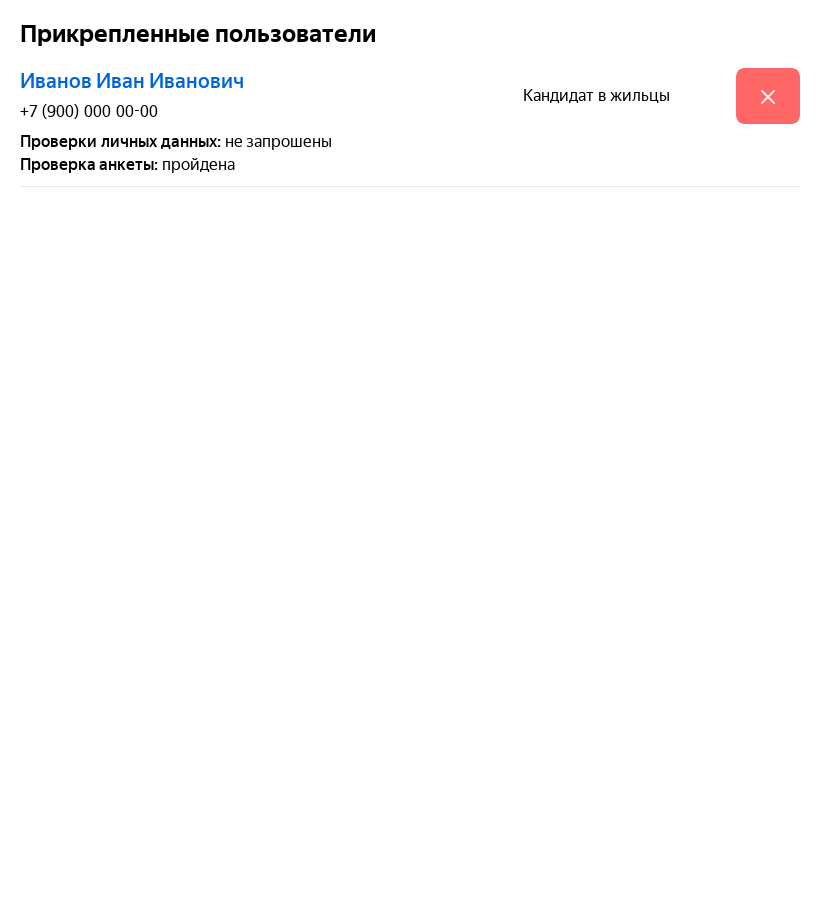 Прикрепленные пользователи
Иванов Иван Иванович
Кандидат в жильцы
+7 (900) 000 00-00
Проверки личных данных: не запрошены
Проверка анкеты: пройдена